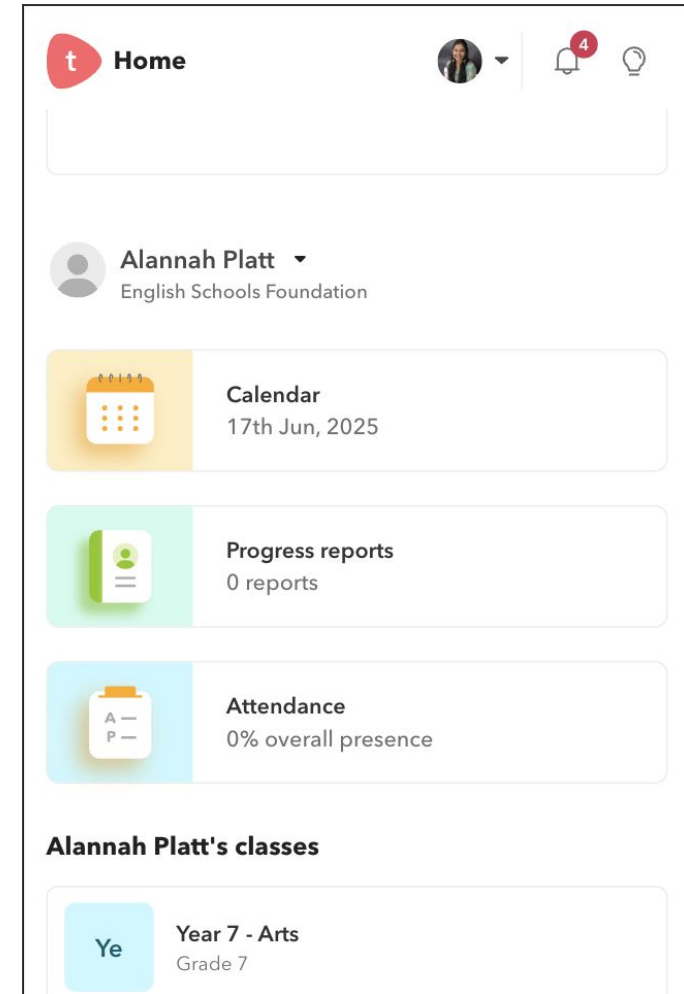 t Home
4
Alannah Platt
English Schools Foundation
Calendar
17th Jun, 2025
Progress reports
0 reports
A
P
Attendance
0% overall presence
Alannah Platt's classes
Ye
Year 7 - Arts
Grade 7